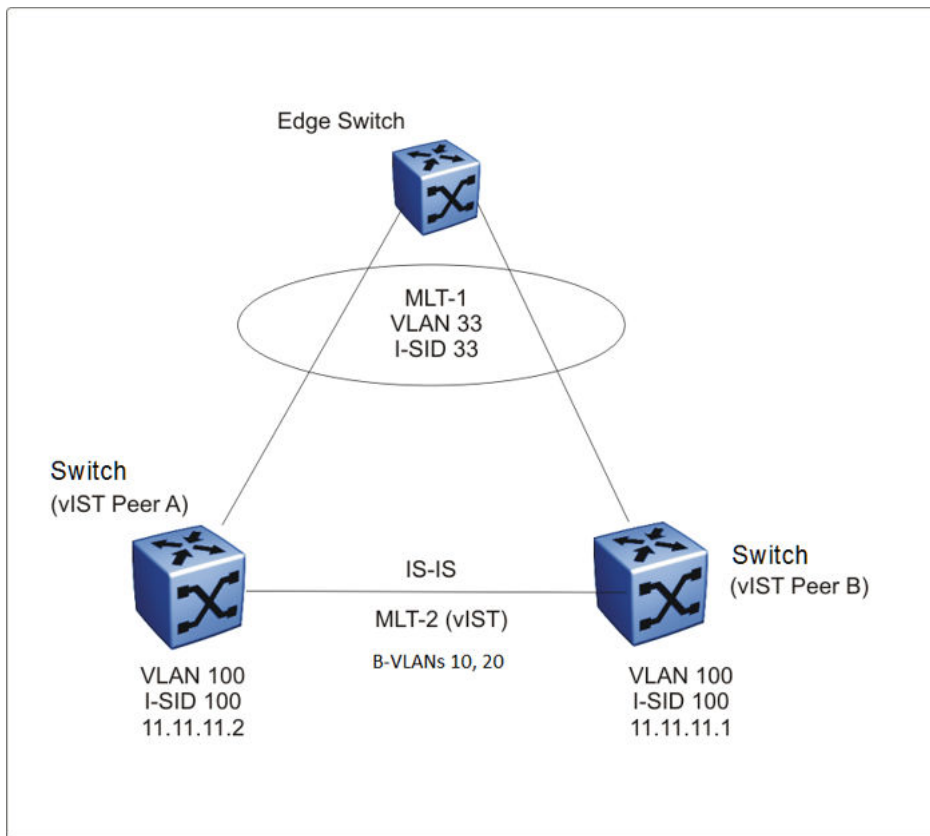 Edge Switch
MLT-1
VLAN 33
I-SID 33
Switch
(vIST Peer A)
IS-IS
Switch
(vIST Peer B)
MLT-2 (vIST)
B-VLANs 10, 20
VLAN 100
I-SID 100
11.11.11.2
VLAN 100
I-SID 100
11.11.11.1